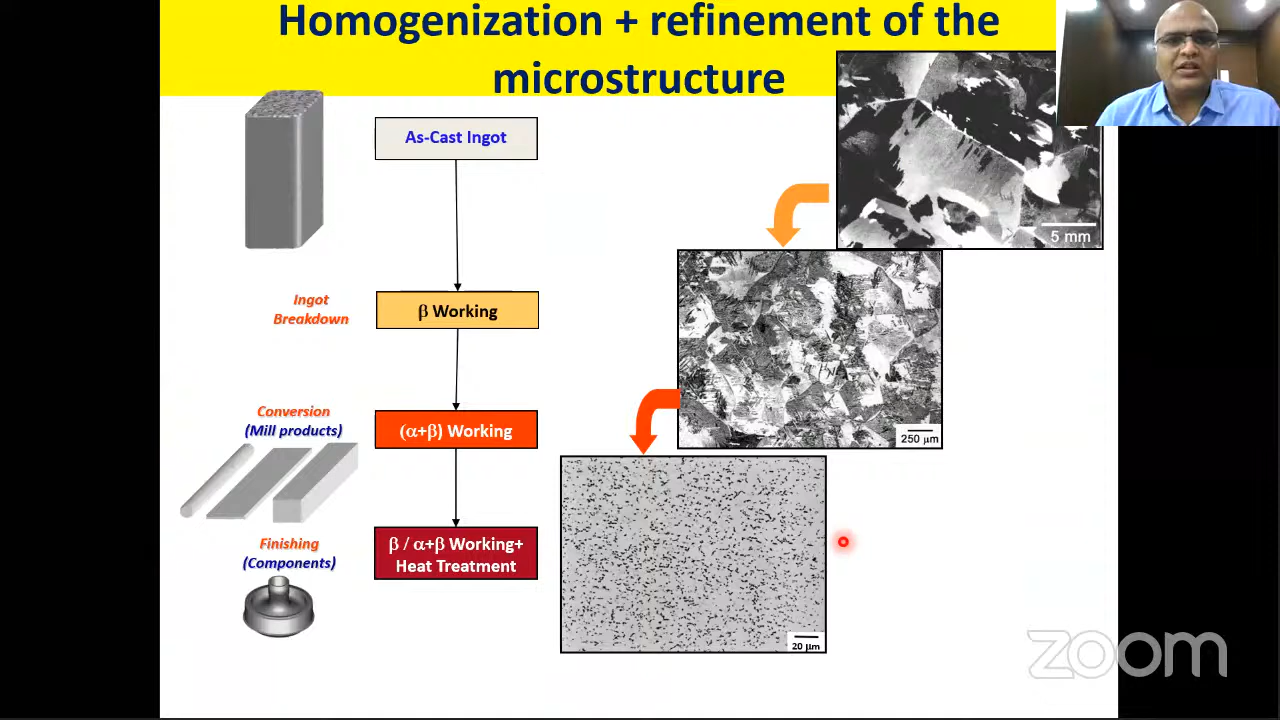 Homogenization + refinement of the
microstructure
As-Cast Ingot
5 mm
Ingot
Breakdown
β Working
250 μm
Conversion
(Mill products)
(α+β) Working
Finishing
(Components)
β / α+β Working+
Heat Treatment
20 μm
zoom